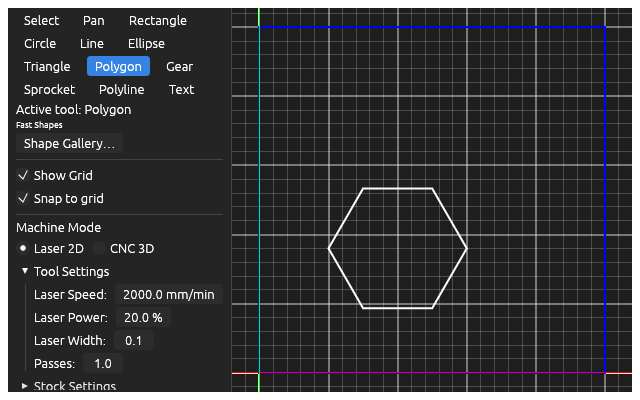 Select Pan Rectangle
Circle Line Ellipse
Triangle Polygon Gear
Sprocket Polyline Text
Active tool: Polygon
Fast Shapes
Shape Gallery...
Show Grid
Snap to grid
Machine Mode
Laser 2D CNC 3D
Tool Settings
Laser Speed: 2000.0 mm/min
Laser Power: 20.0 %
Laser Width: 0.1
Passes: 1.0
Stock Settings